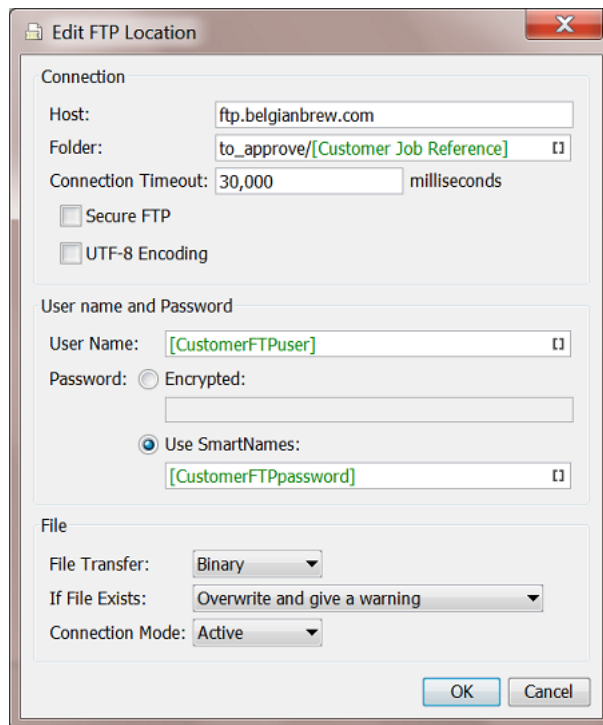 Edit FTP Location
Connection
Host: ftp.belgianbrew.com
Folder: to_approve/[Customer Job Reference] []
Connection Timeout: 30,000 milliseconds
Secure FTP
UTF-8 Encoding
User name and Password
User Name: [CustomerFTPuser] []
Password: Encrypted:
Use SmartNames:
[CustomerFTPpassword] []
File
File Transfer: Binary
If File Exists: Overwrite and give a warning
Connection Mode: Active
OK Cancel